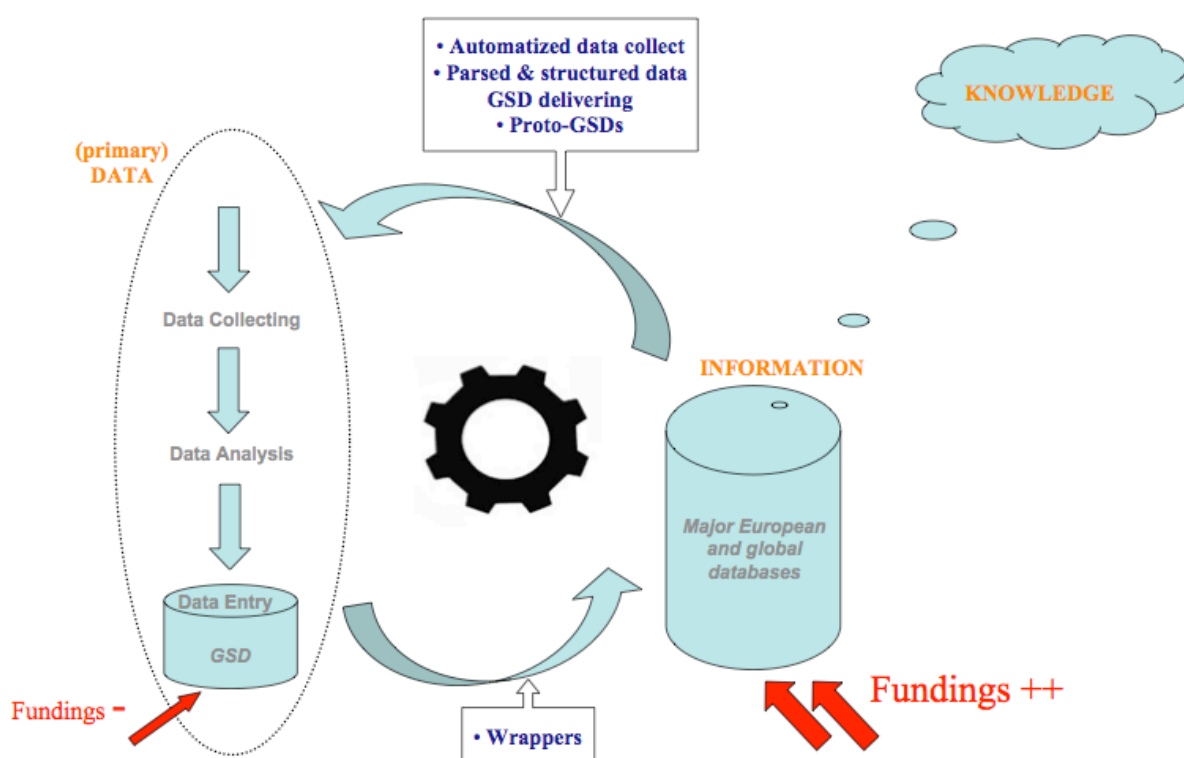 • Automatized data collect
• Parsed & structured data
GSD delivering
• Proto-GSDs
KNOWLEDGE
(primary)
DATA
Data Collecting
INFORMATION
Data Analysis
Major European
and global
databases
Data Entry
GSD
Fundings -
Fundings ++
• Wrappers